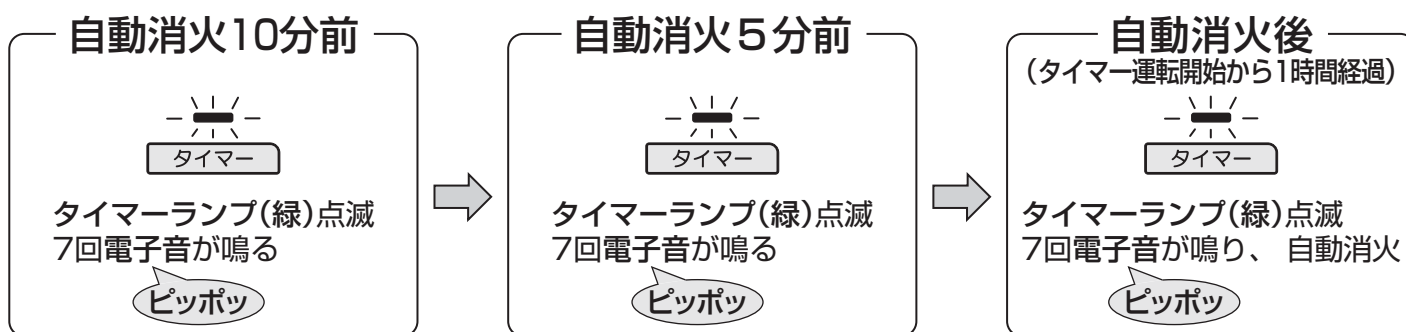 自動消火10分前
タイマー
タイマーランプ(緑)点滅
7回電子音が鳴る
ピッポッ
自動消火5分前
タイマー
タイマーランプ(緑)点滅
7回電子音が鳴る
ピッポッ
自動消火後
(タイマー運転開始から1時間経過)
タイマー
タイマーランプ(緑)点滅
7回電子音が鳴り、 自動消火
ピッポッ